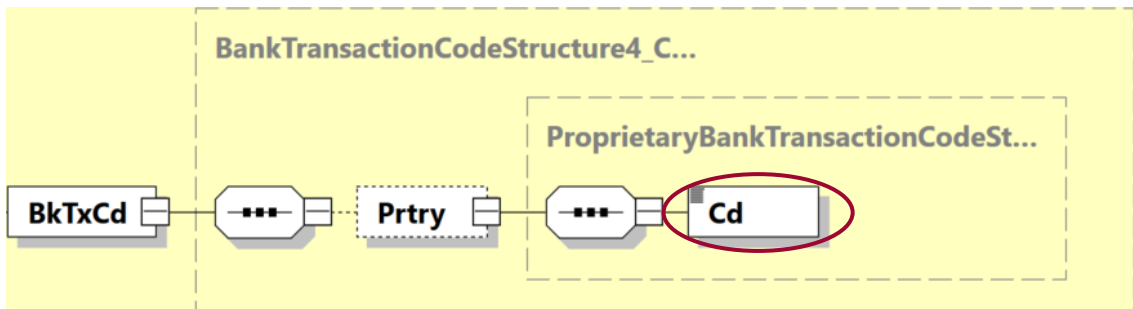 BankTransactionCodeStructure4_C...
ProprietaryBankTransactionCodeSt...
BkTxCd
Prtry
Cd